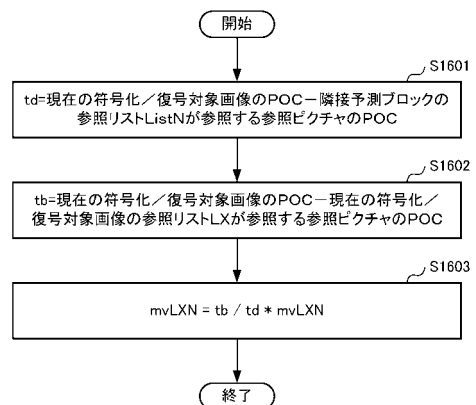 開始
S1601
td=現在の符号化／復号対象画像のPOC－隣接予測ブロックの
参照リストListNが参照する参照ピクチャのPOC
S1602
tb=現在の符号化／復号対象画像のPOC－現在の符号化／
復号対象画像の参照リストLXが参照する参照ピクチャのPOC
S1603
mvLXN = tb / td * mvLXN
終了